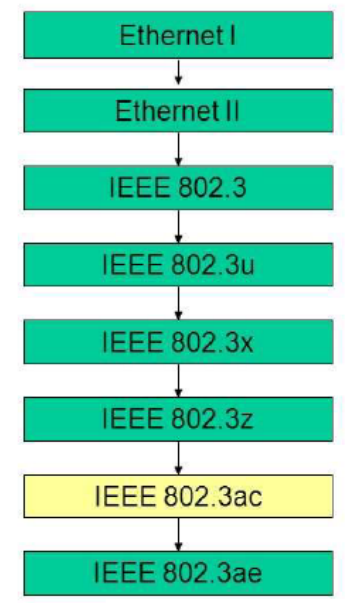 Ethernet I
Ethernet II
IEEE 802.3
IEEE 802.3u
IEEE 802.3x
IEEE 802.3z
IEEE 802.3ac
IEEE 802.3ae